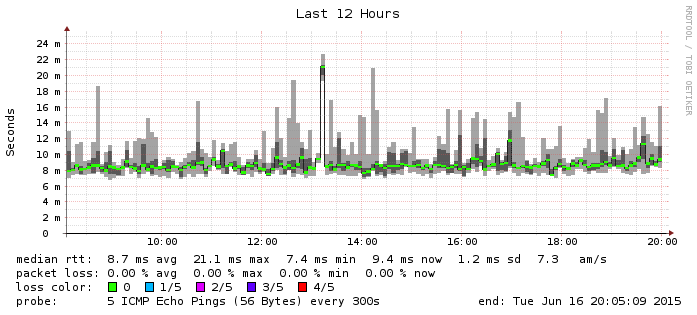 Last 12 Hours
RRDTOOL / TOBI OETIKER
Seconds
24 m
22 m
20 m
18 m
16 m
14 m
12 m
10 m
8 m
6 m
4 m
2 m
0
10:00 12:00 14:00 16:00 18:00 20:00
median rtt: 8.7 ms avg 21.1 ms max 7.4 ms min 9.4 ms now 1.2 ms sd 7.3 am/s
packet loss: 0.00 % avg 0.00 % max 0.00 % min 0.00 % now
loss color: 0 1/5 2/5 3/5 4/5
probe: 5 ICMP Echo Pings (56 Bytes) every 300s end: Tue Jun 16 20:05:09 2015